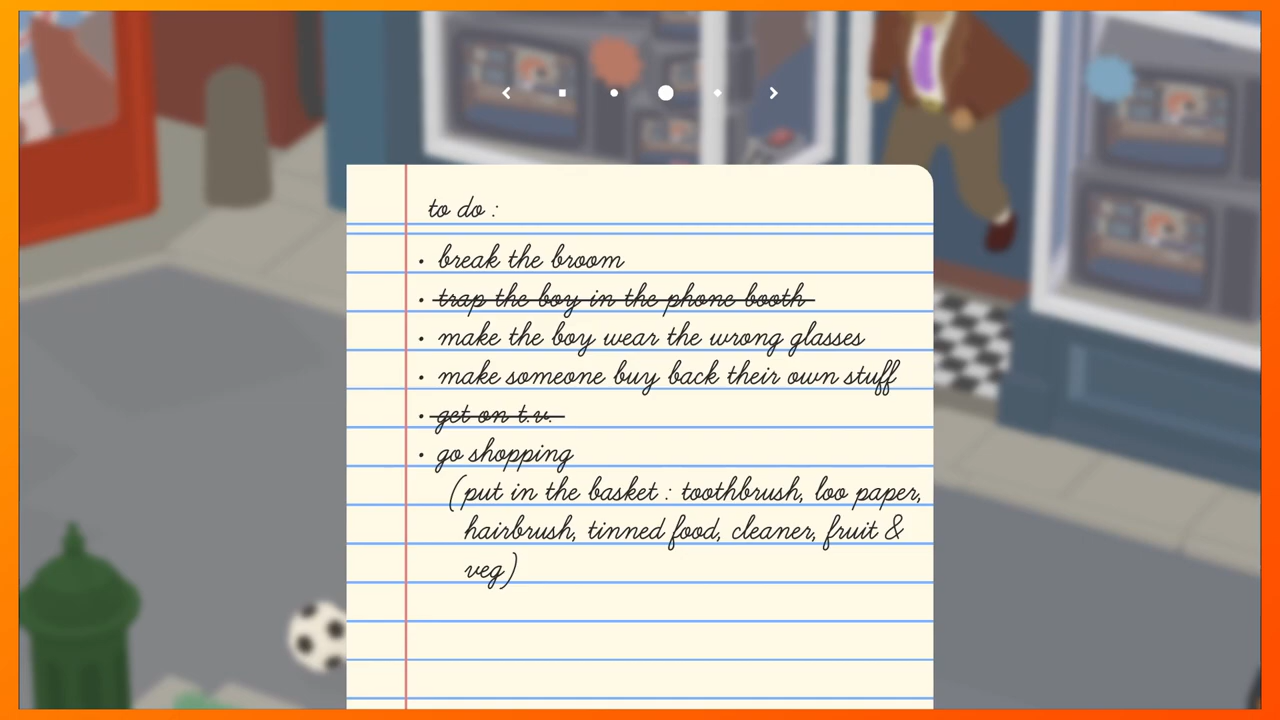 to do :
• break the broom
• trap the boy in the phone booth
• make the boy wear the wrong glasses
• make someone buy back their own stuff
• get on t.v.
• go shopping
(put in the basket : toothbrush, loo paper,
hairbrush, tinned food, cleaner, fruit &
veg)